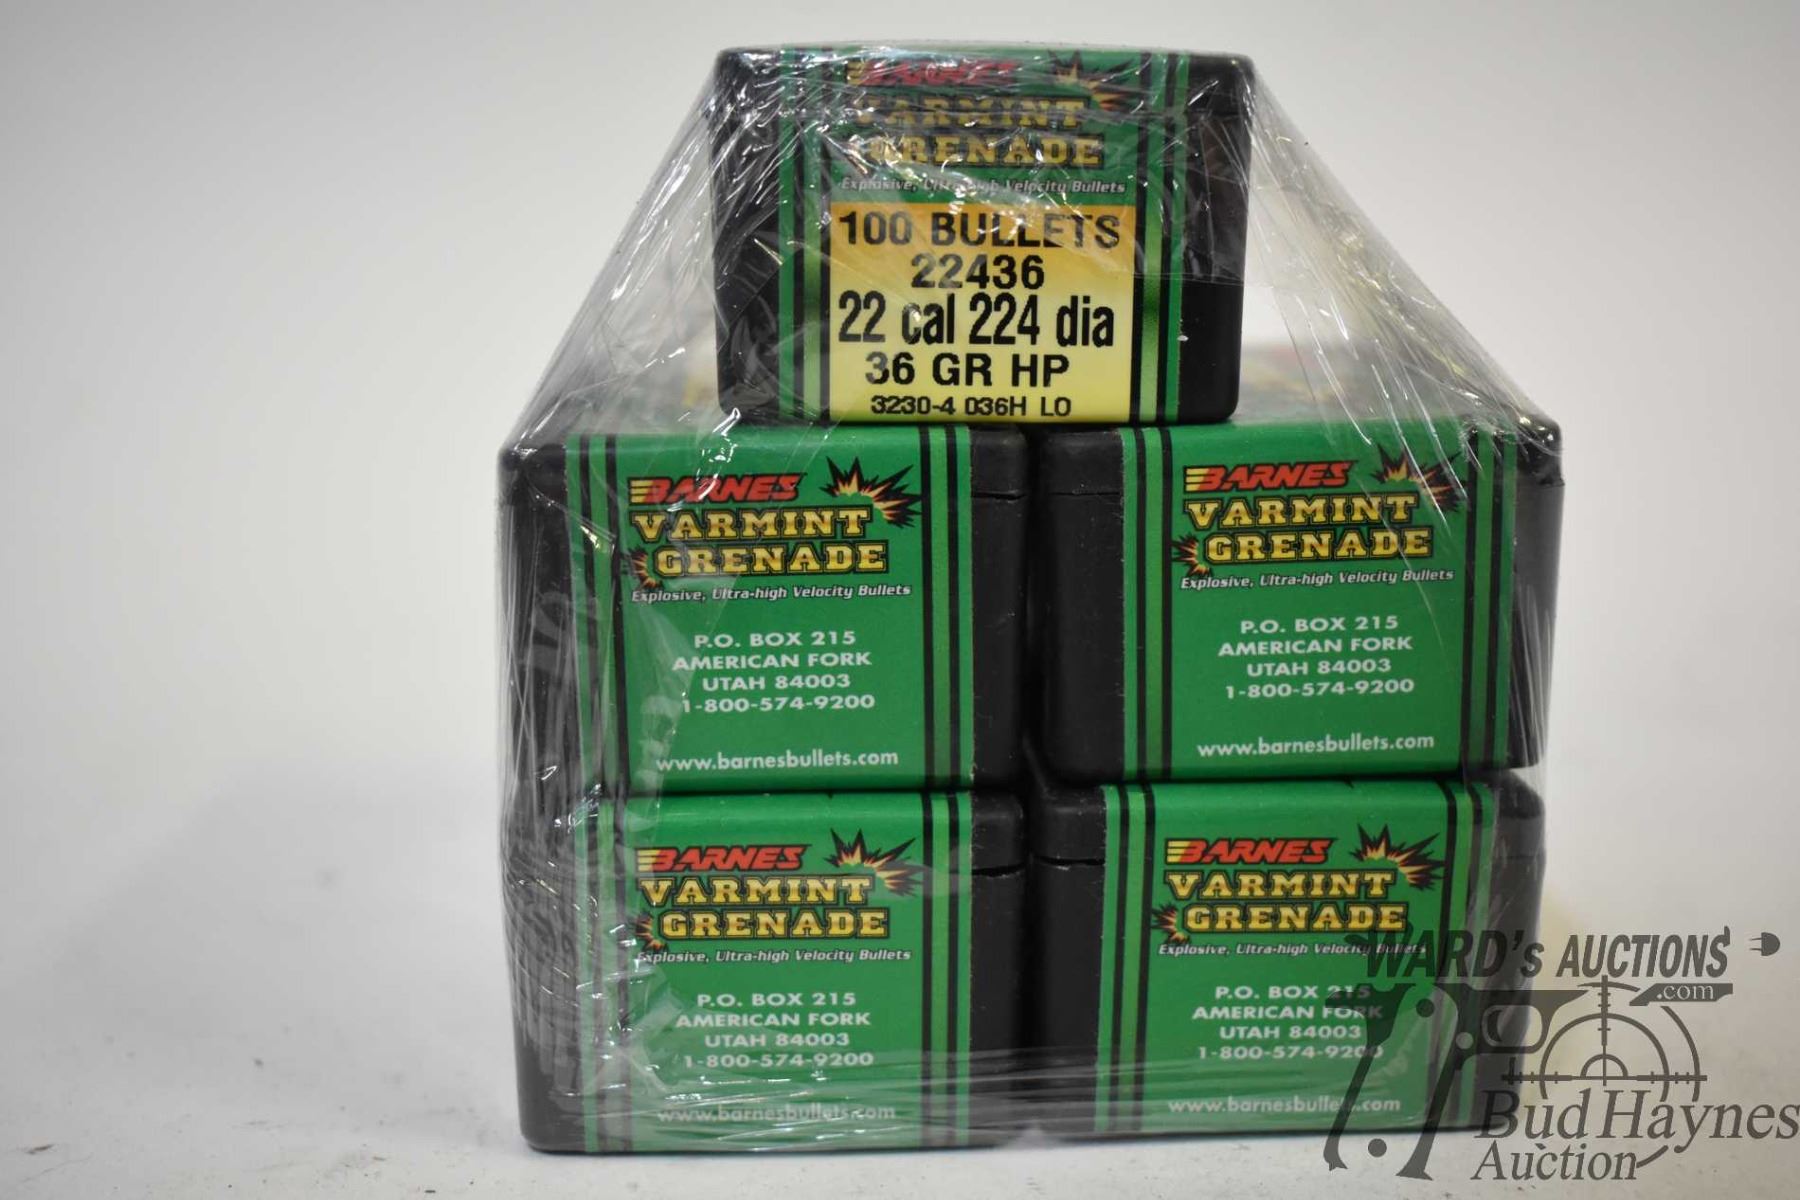 BARNES
VARMINT
GRENADE
Explosive, Ultra-high Velocity Bullets
100 BULLETS
22436
22 cal 224 dia
36 GR HP
3230-4 036H LO
BARNES
VARMINT
GRENADE
Explosive, Ultra-high Velocity Bullets
P.O. BOX 215
AMERICAN FORK
UTAH 84003
1-800-574-9200
www.barnesbullets.com
BARNES
VARMINT
GRENADE
Explosive, Ultra-high Velocity Bullets
P.O. BOX 215
AMERICAN FORK
UTAH 84003
1-800-574-9200
www.barnesbullets.com
BARNES
VARMINT
GRENADE
Explosive, Ultra-high Velocity Bullets
P.O. BOX 215
AMERICAN FORK
UTAH 84003
1-800-574-9200
www.barnesbullets.com
BARNES
VARMINT
GRENADE
Explosive, Ultra-high Velocity Bullets
P.O. BOX 215
AMERICAN FORK
UTAH 84003
1-800-574-9200
www.barnesbullets.com
WARD'S AUCTIONS
.com
Bud Haynes
Auction